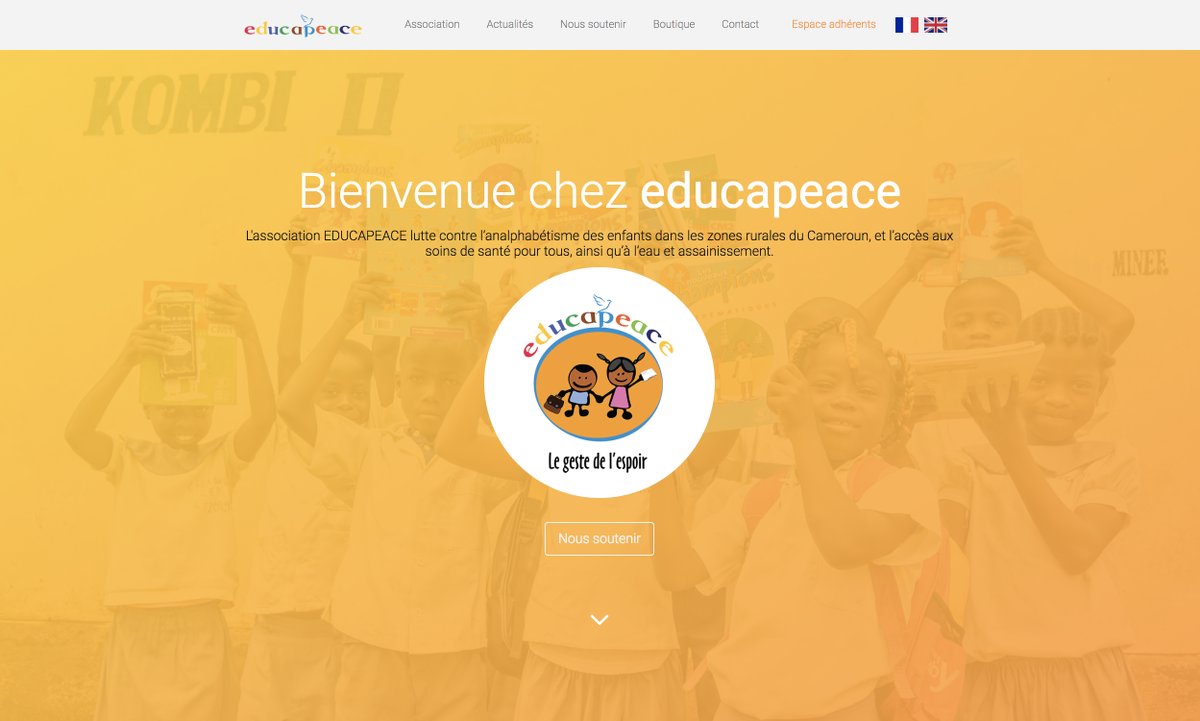 educapeace
Association
Actualités
Nous soutenir
Boutique
Contact
Espace adhérents
KOMBI II
Bienvenue chez educapeace
L'association EDUCAPEACE lutte contre l'analphabétisme des enfants dans les zones rurales du Cameroun, et l'accès aux
soins de santé pour tous, ainsi qu'à l'eau et assainissement.
MINEE
Champions
educapeace
Le geste de l'espoir
Nous soutenir